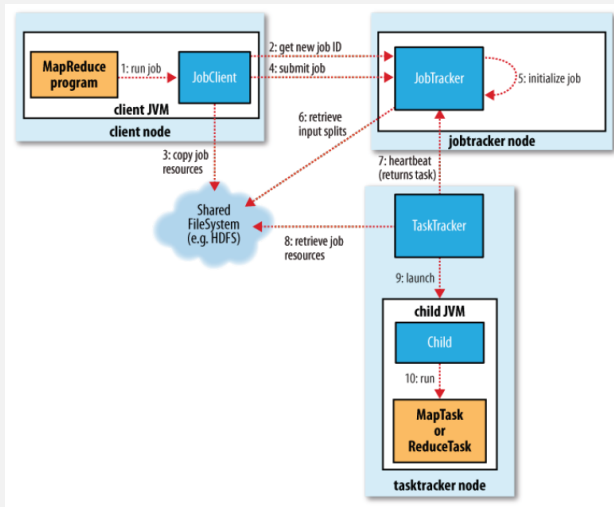 MapReduce
program
1: run job
JobClient
client JVM
client node
2: get new job ID
4: submit job
JobTracker
5: initialize job
jobtracker node
3: copy job
resources
6: retrieve
input splits
7: heartbeat
(returns task)
Shared
FileSystem
(e.g. HDFS)
8: retrieve job
resources
TaskTracker
9: launch
child JVM
Child
10: run
MapTask
or
ReduceTask
tasktracker node